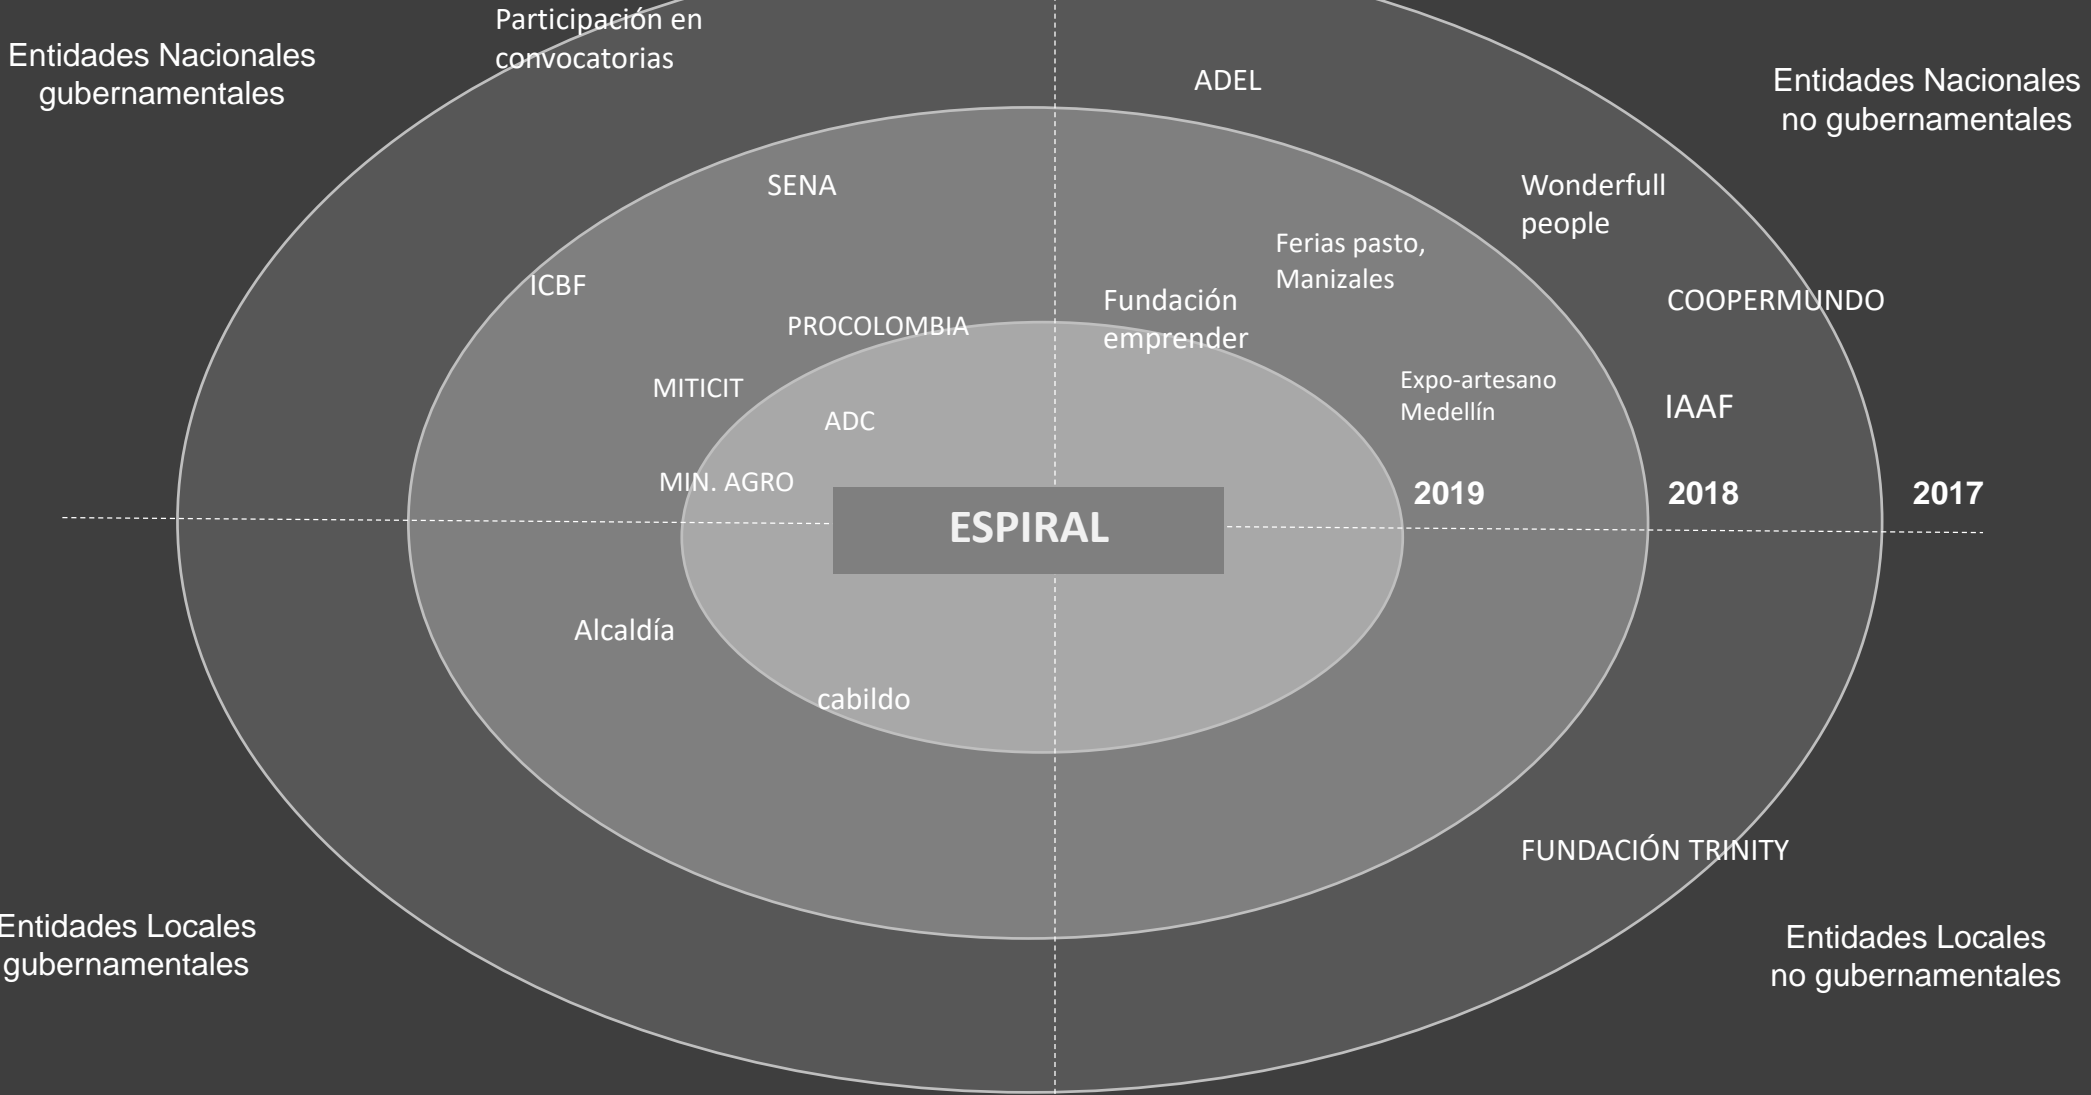 Participación en
convocatorias
Entidades Nacionales
gubernamentales
ADEL
Entidades Nacionales
no gubernamentales
SENA
Wonderfull
people
Ferias pasto,
Manizales
ICBF
Fundación
emprender
COOPERMUNDO
PROCOLOMBIA
MITICIT
Expo-artesano
Medellín
IAAF
ADC
MIN. AGRO
2019
2018
2017
ESPIRAL
Alcaldía
cabildo
FUNDACIÓN TRINITY
Entidades Locales
gubernamentales
Entidades Locales
no gubernamentales